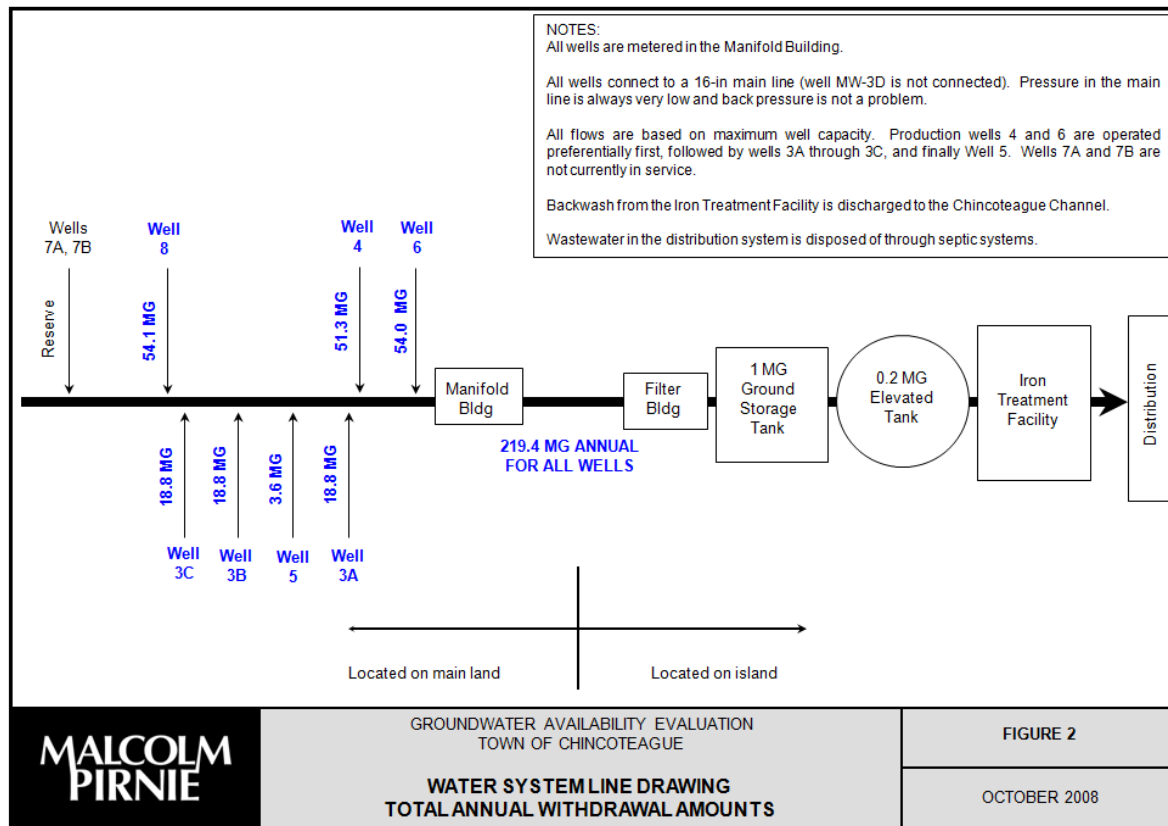 NOTES:
All wells are metered in the Manifold Building.
All wells connect to a 16-in main line (well MW-3D is not connected). Pressure in the main
line is always very low and back pressure is not a problem.
All flows are based on maximum well capacity. Production wells 4 and 6 are operated
preferentially first, followed by wells 3A through 3C, and finally Well 5. Wells 7A and 7B are
not currently in service.
Backwash from the Iron Treatment Facility is discharged to the Chincoteague Channel.
Wastewater in the distribution system is disposed of through septic systems.
Wells
7A, 7B
Well
8
Well
4
Well
6
Reserve
54.1 MG
51.3 MG
54.0 MG
Manifold
Bldg
Filter
Bldg
1 MG
Ground
Storage
Tank
0.2 MG
Elevated
Tank
Iron
Treatment
Facility
Distribution
219.4 MG ANNUAL
FOR ALL WELLS
18.8 MG
18.8 MG
3.6 MG
18.8 MG
Well
3C
Well
3B
Well
5
Well
3A
Located on main land
Located on island
MALCOLM
PIRNIE
GROUNDWATER AVAILABILITY EVALUATION
TOWN OF CHINCOTEAGUE
WATER SYSTEM LINE DRAWING
TOTAL ANNUAL WITHDRAWAL AMOUNTS
FIGURE 2
OCTOBER 2008